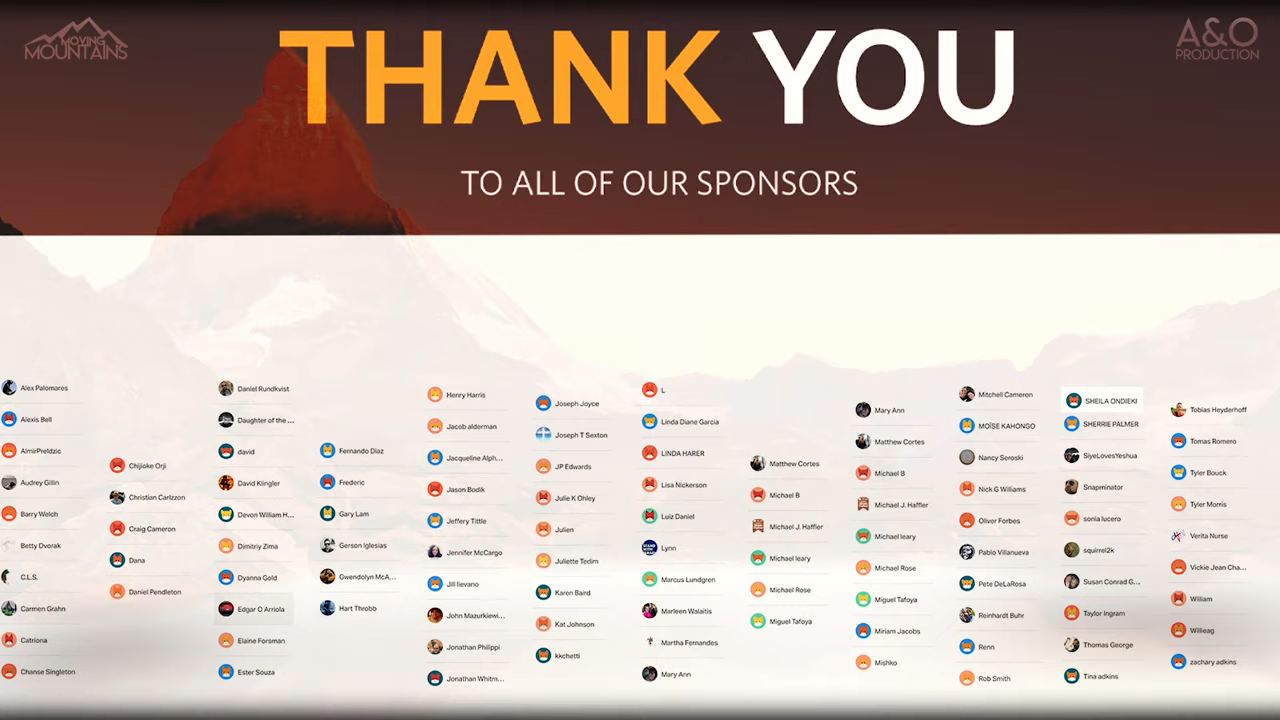 MOVING
MOUNTAINS
A&O
PRODUCTION
THANK YOU
TO ALL OF OUR SPONSORS
Alex Palomares
Alexis Bell
AlmirPreldzic
Audrey Gillin
Barry Welch
Betty Dvorak
C.L.S.
Carmen Grahn
Catriona
Chanse Singleton
Chijioke Orji
Christian Carlzzon
Craig Cameron
Dana
Daniel Pendleton
Daniel Rundkvist
Daughter of the ...
david
David Klingler
Devon William H...
Dimitriy Zima
Dyanna Gold
Edgar O Arriola
Elaine Forsman
Ester Souza
Fernando Diaz
Frederic
Gary Lam
Gerson Iglesias
Gwendolyn McA...
Hart Throbb
Henry Harris
Jacob alderman
Jacqueline Alph...
Jason Bodik
Jeffery Tittle
Jennifer McCargo
Jill lievano
John Mazurkiewi...
Jonathan Philippi
Jonathan Whitm...
Joseph Joyce
Joseph T Sexton
JP Edwards
Julie K Ohley
Julien
Juliette Tedim
Karen Baird
Kat Johnson
kkchetti
L
Linda Diane Garcia
LINDA HARER
Lisa Nickerson
Luiz Daniel
Lynn
Marcus Lundgren
Marleen Walaitis
Martha Fernandes
Mary Ann
Matthew Cortes
Michael B
Michael J. Haffler
Michael leary
Michael Rose
Miguel Tafoya
Mary Ann
Matthew Cortes
Michael B
Michael J. Haffler
Michael leary
Michael Rose
Miguel Tafoya
Miriam Jacobs
Mishko
Mitchell Cameron
MOÏSE KAHONGO
Nancy Seroski
Nick G Williams
Oliver Forbes
Pablo Villanueva
Pete DeLaRosa
Reinhardt Buhr
Renn
Rob Smith
SHEILA ONDIEKI
SHERRIE PALMER
SiyeLovesYeshua
Snapminator
sonia lucero
squirrel2k
Susan Conrad G...
Taylor Ingram
Thomas George
Tina adkins
Tobias Heyderhoff
Tomas Romero
Tyler Bouck
Tyler Morris
Verita Nurse
Vickie Jean Cha...
William
Willieag
zachary adkins